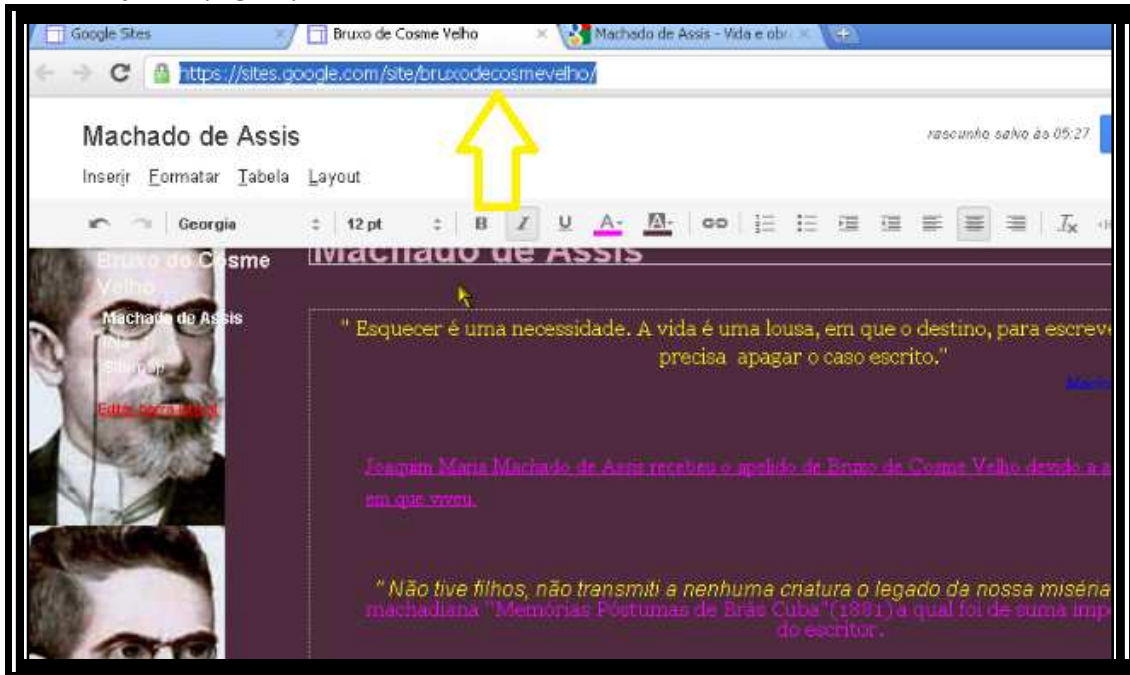 Google Sites
Bruxo de Cosme Velho
Machado de Assis - Vida e obr
https://sites.google.com/site/bruxodecosmevelho/
Machado de Assis
rascunho salvo às 05:27
Inserir Formatar Tabela Layout
Georgia 12 pt B I U A A
Bruxo do Cosme
Velho
Machado de Assis
Sitemap
Editar barra lateral
Machado de Assis
" Esquecer é uma necessidade. A vida é uma lousa, em que o destino, para escreve
precisa apagar o caso escrito."
Joaquim Maria Machado de Assis recebeu o apelido de Bruxo de Cosme Velho devido a
em que viveu.
" Não tive filhos, não transmiti a nenhuma criatura o legado da nossa miséria
machadiana "Memórias Póstumas de Brás Cuba"(1881) a qual foi de suma imp
do escritor.